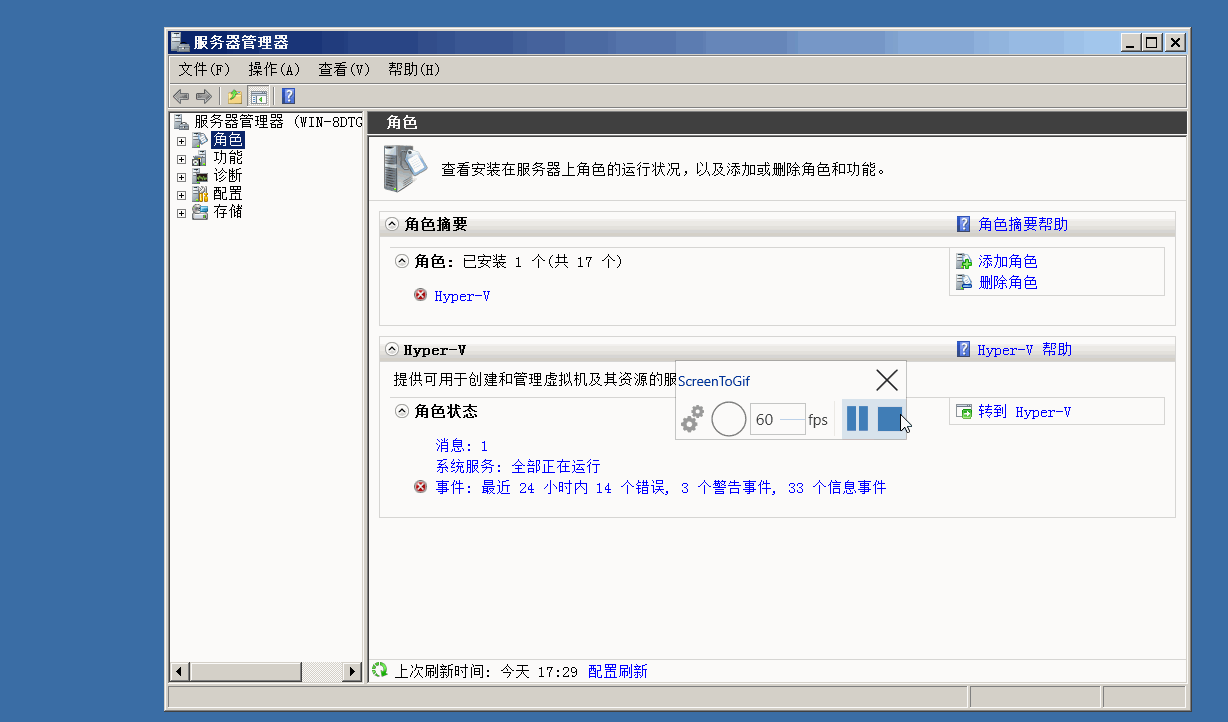 服务器管理器
文件(F) 操作(A) 查看(V) 帮助(H)
服务器管理器 (WIN-8DTG
角色
功能
诊断
配置
存储
角色
查看安装在服务器上角色的运行状况，以及添加或删除角色和功能。
角色摘要
角色摘要帮助
角色: 已安装 1 个(共 17 个)
添加角色
删除角色
Hyper-V
Hyper-V
Hyper-V 帮助
提供可用于创建和管理虚拟机及其资源的服
ScreenToGif
60 fps
角色状态
转到 Hyper-V
消息: 1
系统服务: 全部正在运行
事件: 最近 24 小时内 14 个错误, 3 个警告事件, 33 个信息事件
上次刷新时间: 今天 17:29 配置刷新